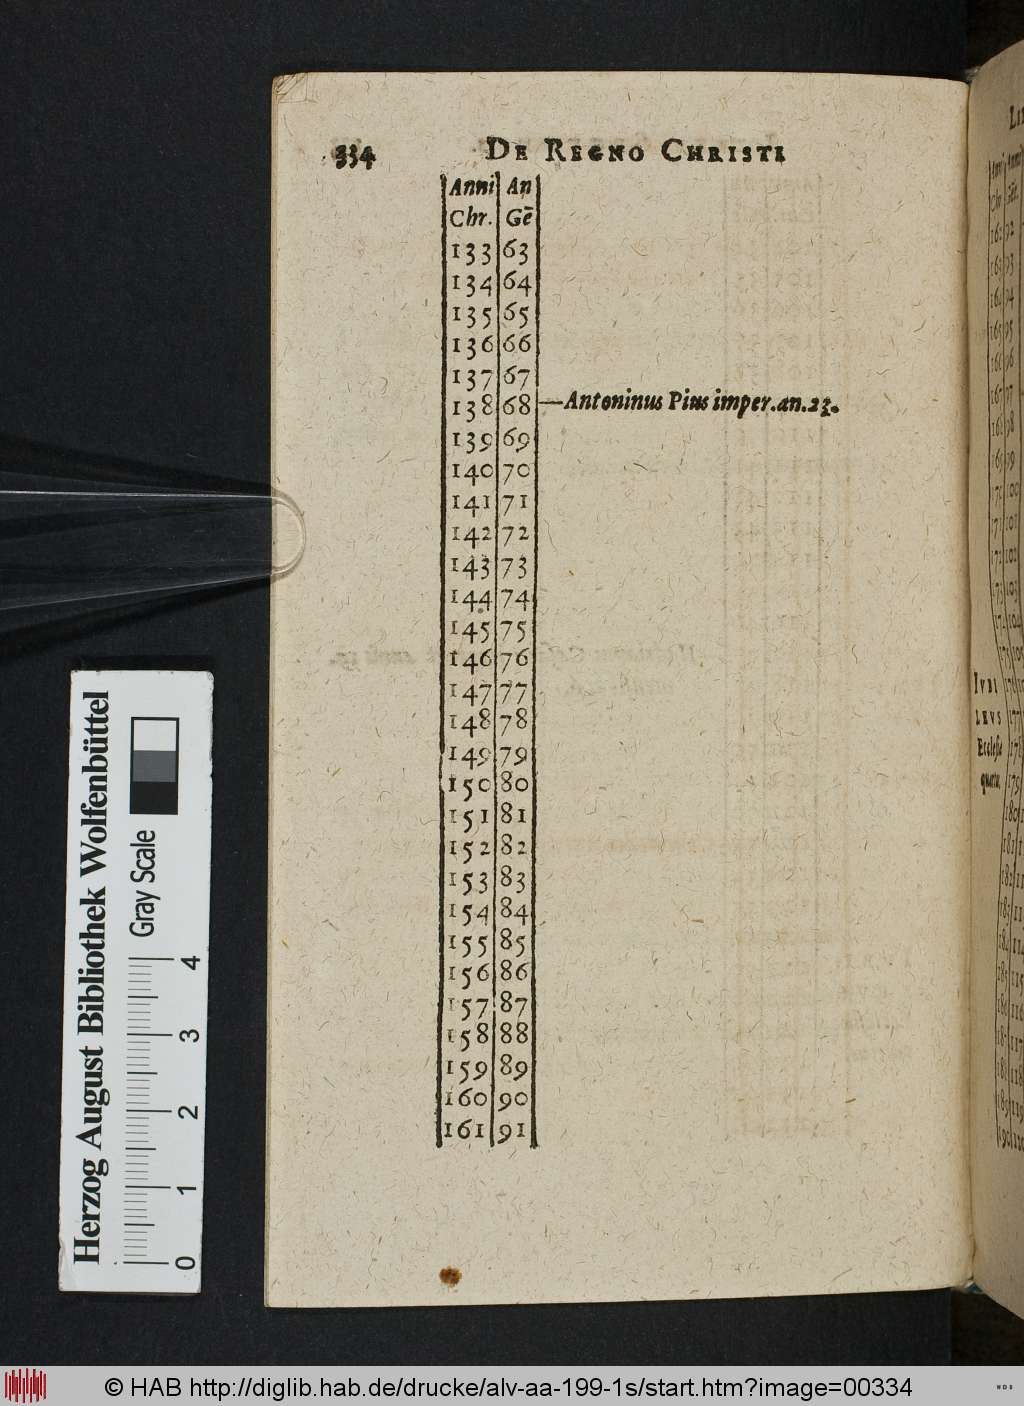 334 DE REGNO CHRISTI
Anni An
Chr. Gē
133 63
134 64
135 65
136 66
137 67
138 68 —Antoninus Pius imper.an.23.
139 69
140 70
141 71
142 72
143 73
144 74
145 75
146 76
147 77
148 78
149 79
150 80
151 81
152 82
153 83
154 84
155 85
156 86
157 87
158 88
159 89
160 90
161 91
IVBI
LEVS
Ecclesiæ
Herzog August Bibliothek Wolfenbüttel
Gray Scale
0 1 2 3 4
© HAB http://diglib.hab.de/drucke/alv-aa-199-1s/start.htm?image=00334